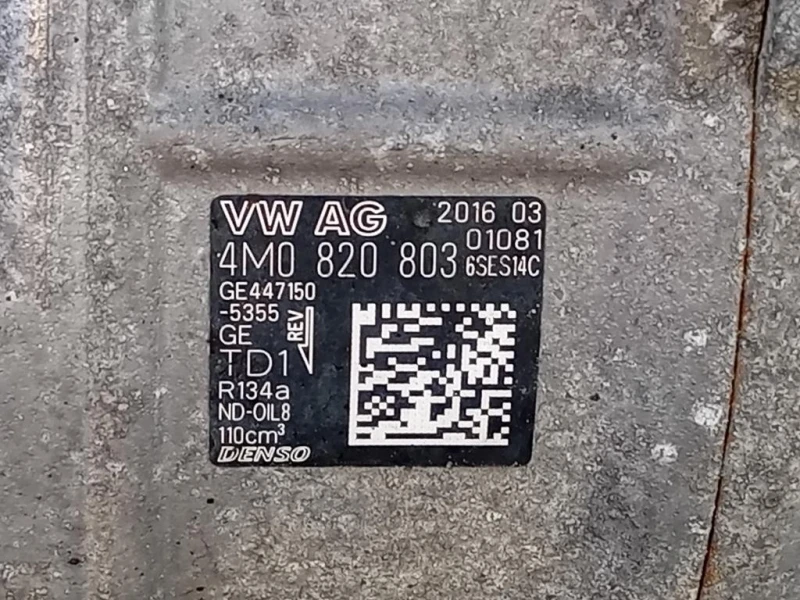 VW AG 2016 03
01081
4M0 820 803 6SES14C
GE447150
-5355
GE
REV
TD1
R134a
ND-OIL8
110cm³
DENSO